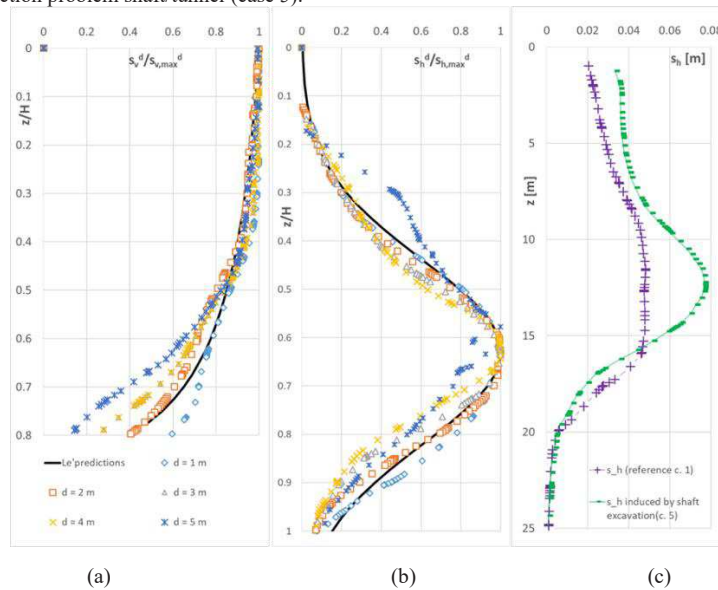 ction problem shaft/tunnel (case 5).
s_v^d/s_v,max^d
0 0.2 0.4 0.6 0.8 1
0
0.1
0.2
0.3
0.4
0.5
0.6
0.7
0.8
z/H
Le'predictions
d = 1 m
d = 2 m
d = 3 m
d = 4 m
d = 5 m
s_h^d/s_h,max^d
0 0.2 0.4 0.6 0.8 1
0
0.1
0.2
0.3
0.4
0.5
0.6
0.7
0.8
0.9
1
z/H
0 0.02 0.04 0.06 0.08
s_h [m]
0
5
10
15
20
25
z [m]
s_h (reference c. 1)
s_h induced by shaft
excavation(c. 5)
(a)
(b)
(c)